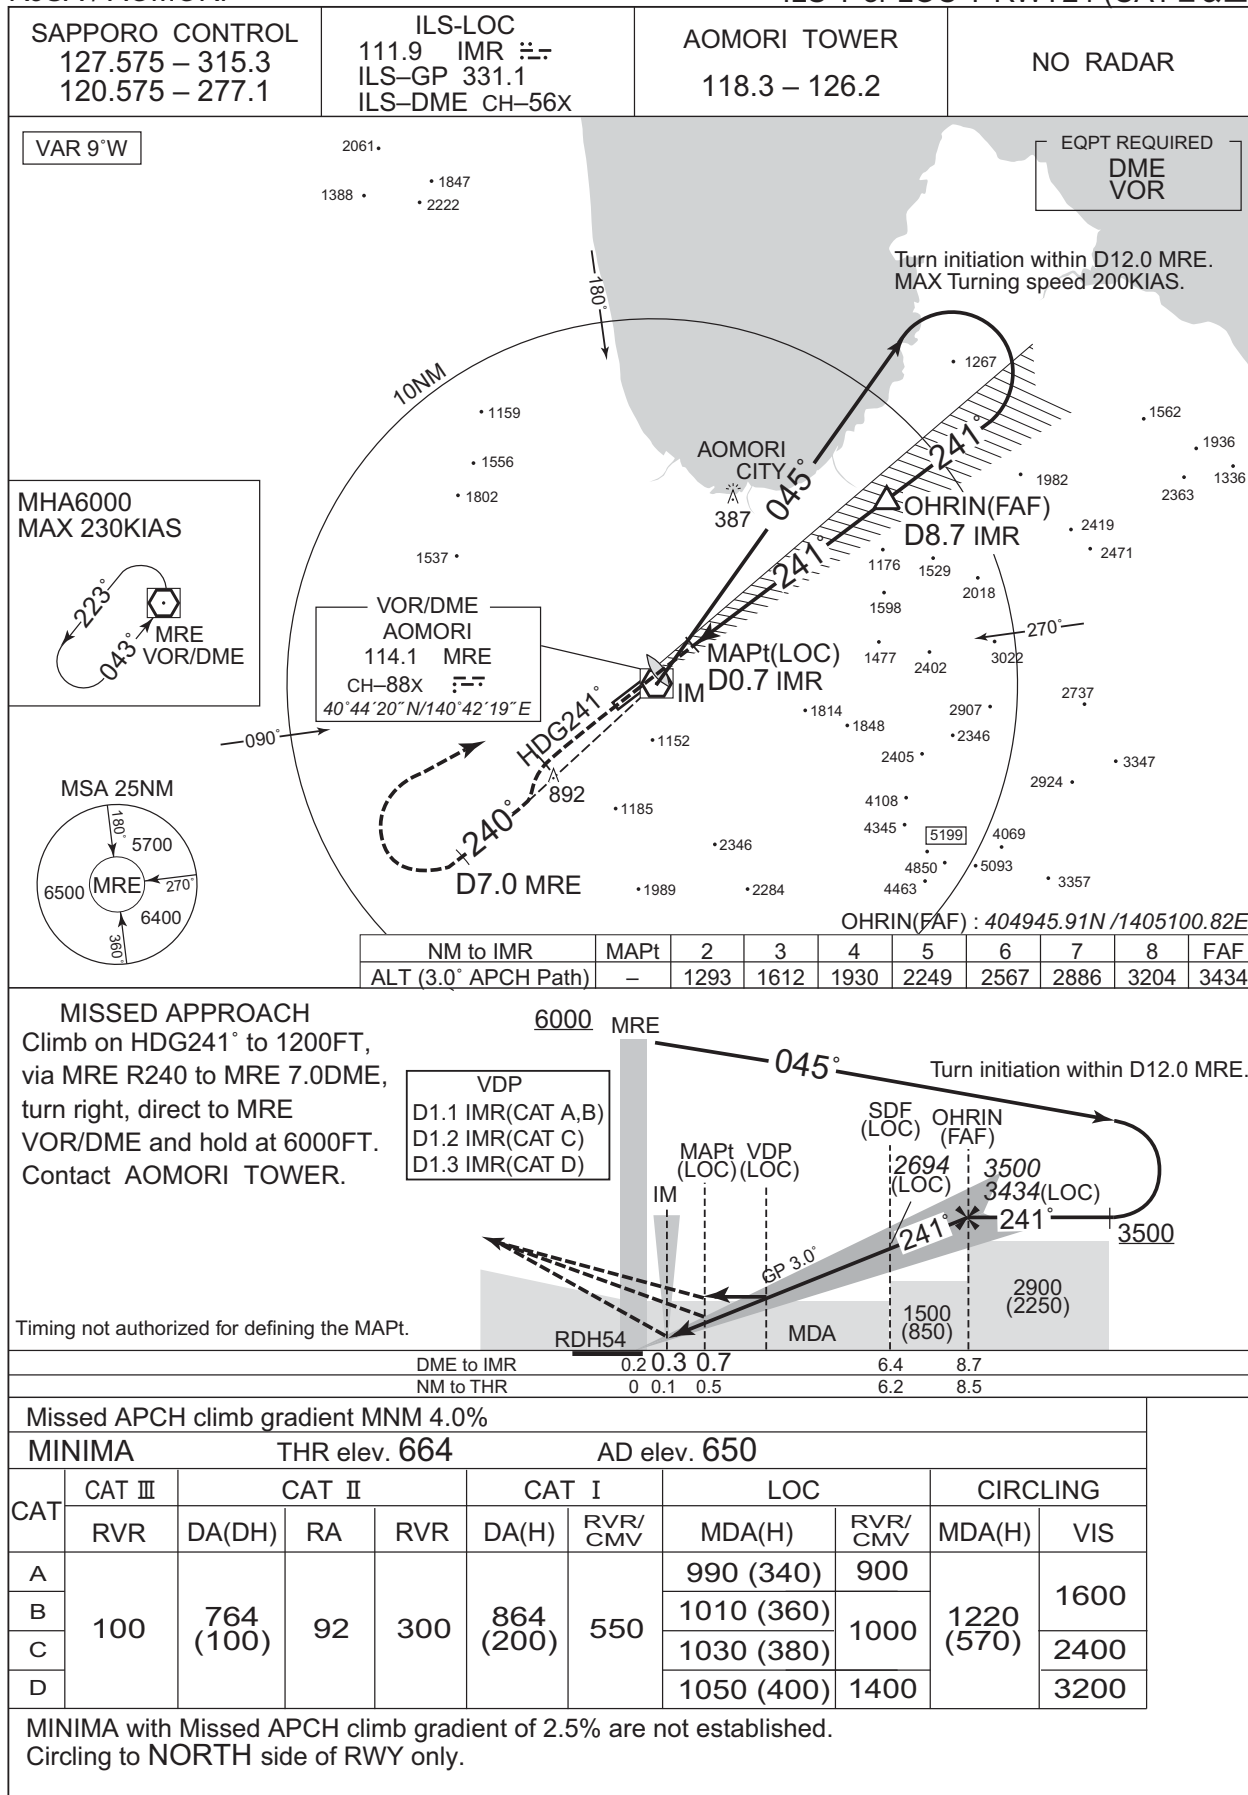 SAPPORO CONTROL
127.575 – 315.3
120.575 – 277.1
ILS-LOC
111.9 IMR
ILS–GP 331.1
ILS–DME CH–56X
AOMORI TOWER
118.3 – 126.2
NO RADAR
VAR 9˚W
EQPT REQUIRED
DME
VOR
2061
1847
1388
2222
Turn initiation within D12.0 MRE.
MAX Turning speed 200KIAS.
180˚
10NM
1267
1159
1562
AOMORI
CITY
241˚
1936
1556
1982
1336
2363
1802
045˚
387
OHRIN(FAF)
D8.7 IMR
2419
2471
MHA6000
MAX 230KIAS
223˚
043˚
MRE
VOR/DME
1537
241˚
1176
1529
2018
1598
VOR/DME
AOMORI
114.1 MRE
CH–88X
40˚44´20˝N/140˚42´19˝E
270˚
MAPt(LOC)
D0.7 IMR
1477
2402
3022
IM
2737
1814
2907
1848
2346
HDG241˚
090˚
1152
2405
3347
2924
892
1185
4108
4345
5199
4069
240˚
2346
4850
5093
D7.0 MRE
1989
2284
4463
3357
MSA 25NM
180˚
5700
6500
MRE
270˚
6400
360˚
OHRIN(FAF) : 404945.91N /1405100.82E
NM to IMR MAPt 2 3 4 5 6 7 8 FAF
ALT (3.0˚ APCH Path) – 1293 1612 1930 2249 2567 2886 3204 3434
MISSED APPROACH
Climb on HDG241˚ to 1200FT,
via MRE R240 to MRE 7.0DME,
turn right, direct to MRE
VOR/DME and hold at 6000FT.
Contact AOMORI TOWER.
VDP
D1.1 IMR(CAT A,B)
D1.2 IMR(CAT C)
D1.3 IMR(CAT D)
6000 MRE
045˚
Turn initiation within D12.0 MRE.
SDF
(LOC)
OHRIN
(FAF)
MAPt
(LOC)
VDP
(LOC)
2694
(LOC)
3500
3434(LOC)
IM
241˚
241˚
3500
GP 3.0˚
2900
(2250)
1500
(850)
MDA
Timing not authorized for defining the MAPt.
RDH54
DME to IMR 0.2 0.3 0.7 6.4 8.7
NM to THR 0 0.1 0.5 6.2 8.5
Missed APCH climb gradient MNM 4.0%
MINIMA THR elev. 664 AD elev. 650
CAT CAT Ⅲ CAT Ⅱ CAT Ⅰ LOC CIRCLING
RVR DA(DH) RA RVR DA(H) RVR/CMV MDA(H) RVR/CMV MDA(H) VIS
A 990 (340) 900
B 1010 (360)
C 1030 (380)
D 1050 (400) 1400
100
764
(100)
92
300
864
(200)
550
1000
1220
(570)
1600
2400
3200
MINIMA with Missed APCH climb gradient of 2.5% are not established.
Circling to NORTH side of RWY only.